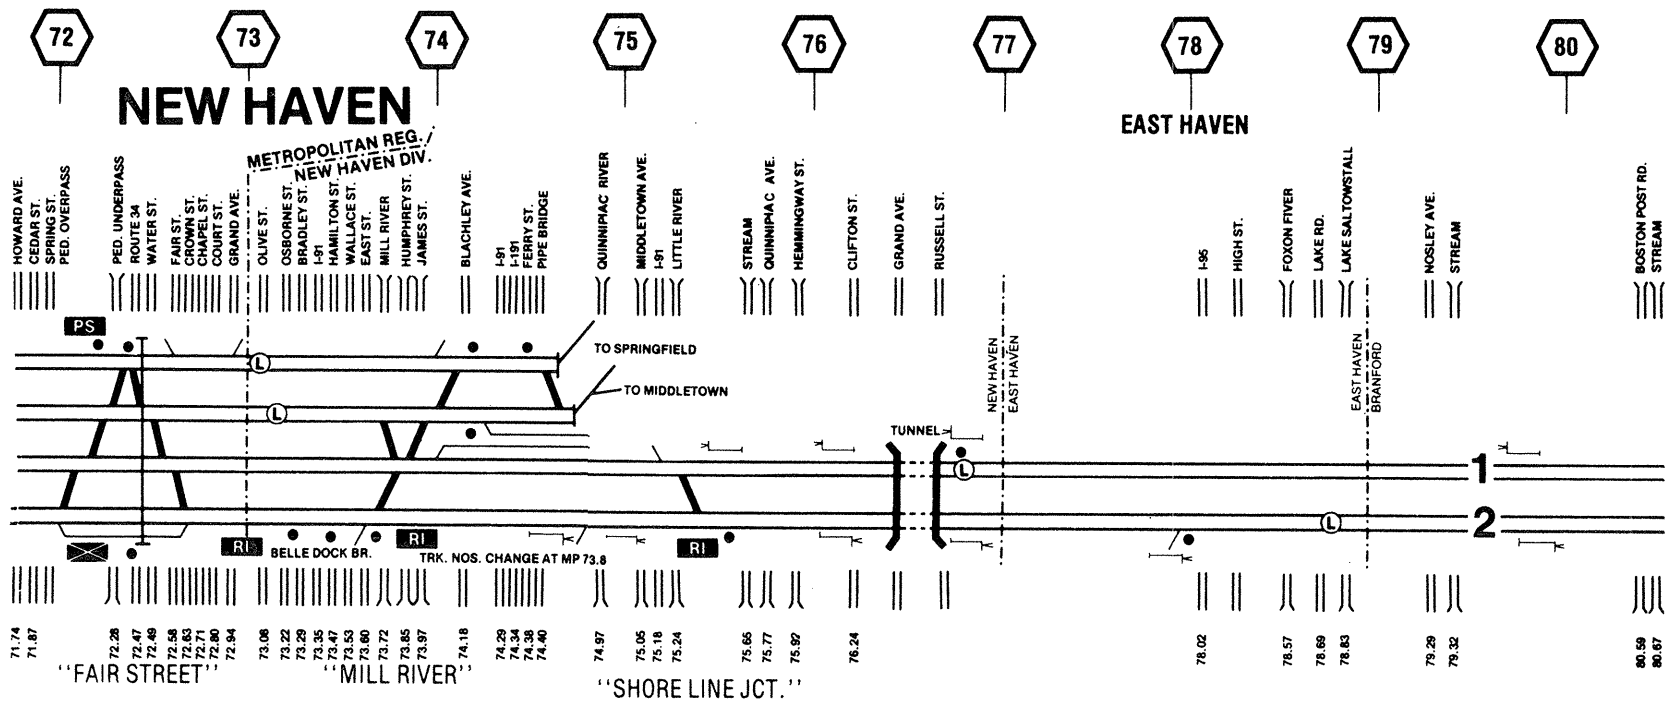 72 73 74 75 76 77 78 79 80
NEW HAVEN
EAST HAVEN
METROPOLITAN REG.
NEW HAVEN DIV.
HOWARD AVE.
CEDAR ST.
SPRING ST.
PED. OVERPASS
PED. UNDERPASS
ROUTE 34
WATER ST.
FAIR ST.
CROWN ST.
CHAPEL ST.
COURT ST.
GRAND AVE.
OLIVE ST.
OSBORNE ST.
BRADLEY ST.
I-91
HAMILTON ST.
WALLACE ST.
EAST ST.
MILL RIVER
HUMPHREY ST.
JAMES ST.
BLACHLEY AVE.
I-91
I-191
FERRY ST.
PIPE BRIDGE
QUINNIPIAC RIVER
MIDDLETOWN AVE.
I-91
LITTLE RIVER
STREAM
QUINNIPIAC AVE.
HEMMINGWAY ST.
CLIFTON ST.
GRAND AVE.
RUSSELL ST.
I-95
HIGH ST.
FOXON FIVER
LAKE RD.
LAKE SALTOWSTALL
NOSLEY AVE.
STREAM
BOSTON POST RD.
STREAM
PS
L
TO SPRINGFIELD
TO MIDDLETOWN
L
NEW HAVEN
EAST HAVEN
EAST HAVEN
BRANFORD
TUNNEL
L
1
L
2
RI
BELLE DOCK BR.
RI
TRK. NOS. CHANGE AT MP 73.8
RI
71.74
71.87
72.28
72.47
72.49
72.58
72.63
72.71
72.80
72.94
73.06
73.22
73.29
73.35
73.47
73.53
73.60
73.72
73.85
73.97
74.18
74.29
74.34
74.38
74.40
74.97
75.05
75.18
75.24
75.65
75.77
75.92
76.24
78.02
78.57
78.69
78.83
79.29
79.32
80.59
80.67
"FAIR STREET"
"MILL RIVER"
"SHORE LINE JCT."